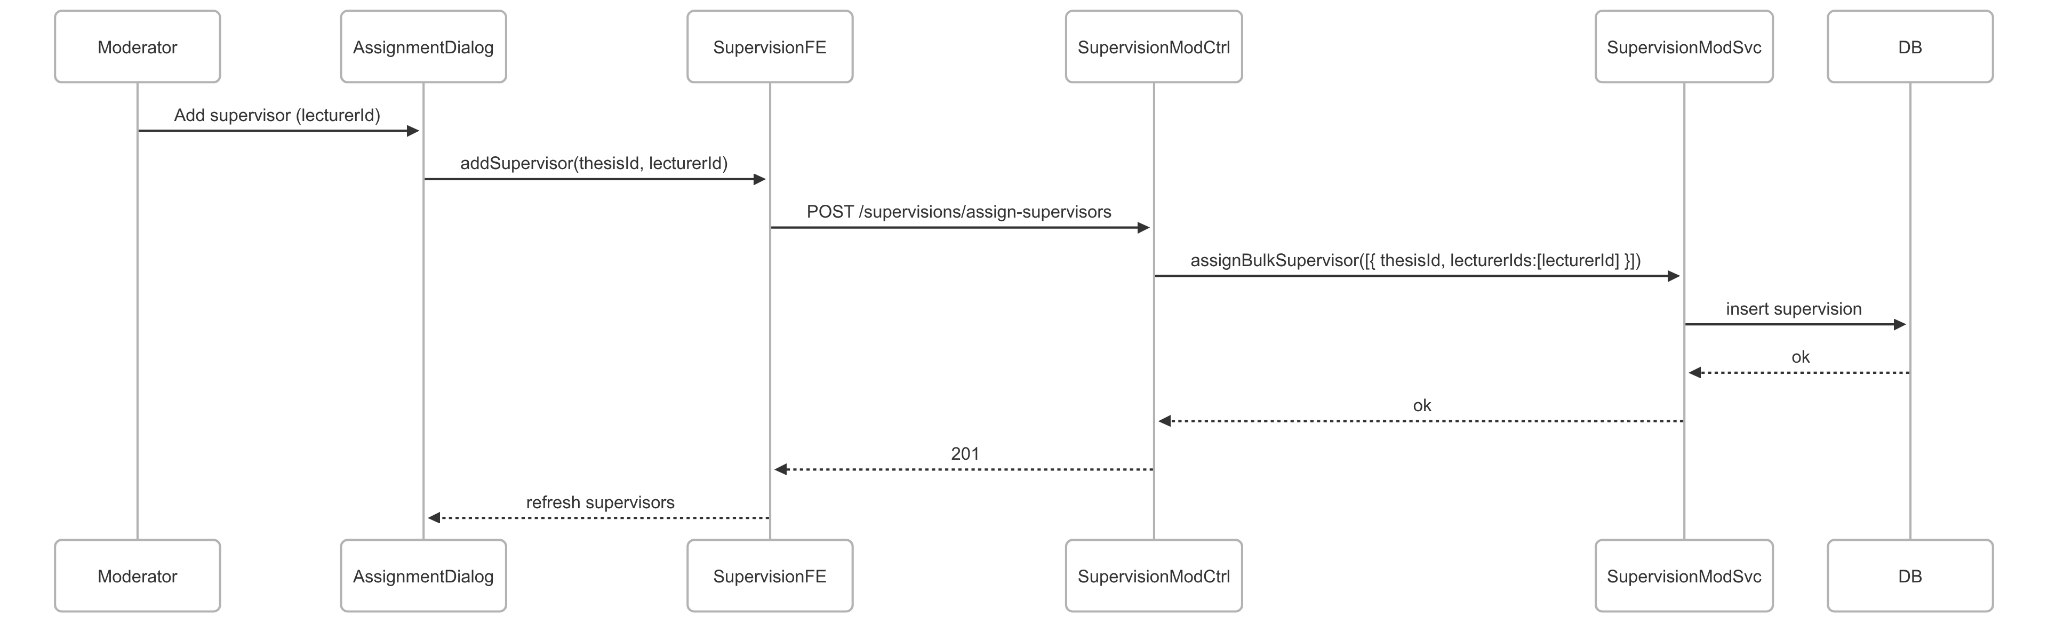 Moderator
AssignmentDialog
SupervisionFE
SupervisionModCtrl
SupervisionModSvc
DB
Add supervisor (lecturerId)
addSupervisor(thesisId, lecturerId)
POST /supervisions/assign-supervisors
assignBulkSupervisor([{ thesisId, lecturerIds:[lecturerId] }])
insert supervision
ok
ok
201
refresh supervisors
Moderator
AssignmentDialog
SupervisionFE
SupervisionModCtrl
SupervisionModSvc
DB